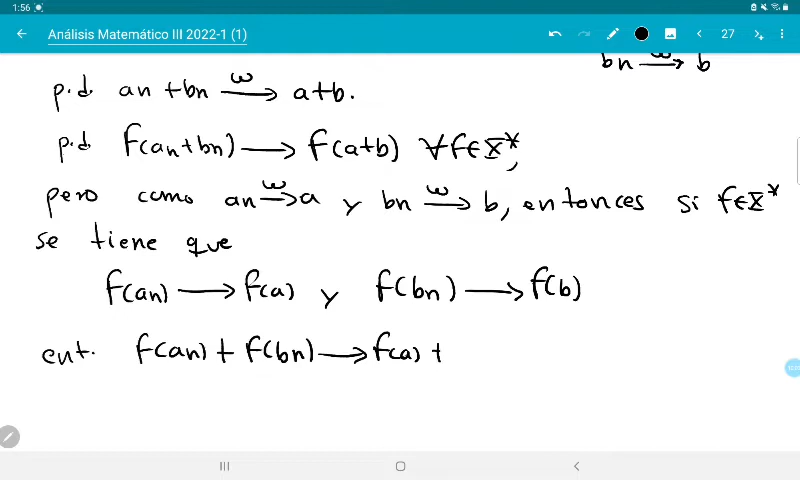 1:56
Análisis Matemático III 2022-1 (1)
27
bn —ω→ b
p.d. an + bn —ω→ a+b.
p.d. f(an+bn) ⟶ f(a+b) ∀f∈X*,
pero como an —ω→ a y bn —ω→ b, entonces si f∈X*
se tiene que
f(an) ⟶ f(a) y f(bn) ⟶ f(b)
ent. f(an) + f(bn) ⟶ f(a) +